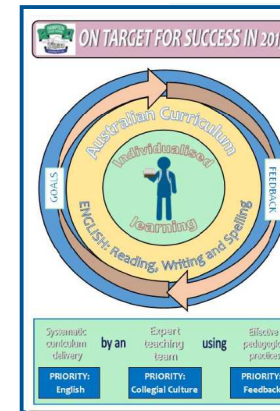 ON TARGET FOR SUCCESS IN 201
Australian Curriculum
Individualised
learning
GOALS
FEEDBACK
ENGLISH: Reading, Writing and Spelling
Systematic
curriculum
delivery
by an
Expert
teaching
team
using
Effective
pedagogic
practices
PRIORITY:
English
PRIORITY:
Collegial Culture
PRIORITY:
Feedback